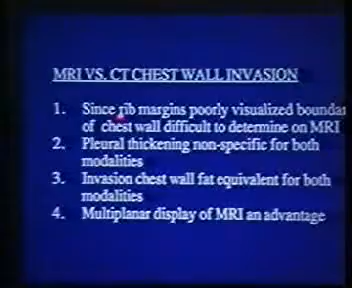 MRI VS. CT CHEST WALL INVASION
1. Since rib margins poorly visualized boundar
of chest wall difficult to determine on MRI
2. Pleural thickening non-specific for both
modalities
3. Invasion chest wall fat equivalent for both
modalities
4. Multiplanar display of MRI an advantage